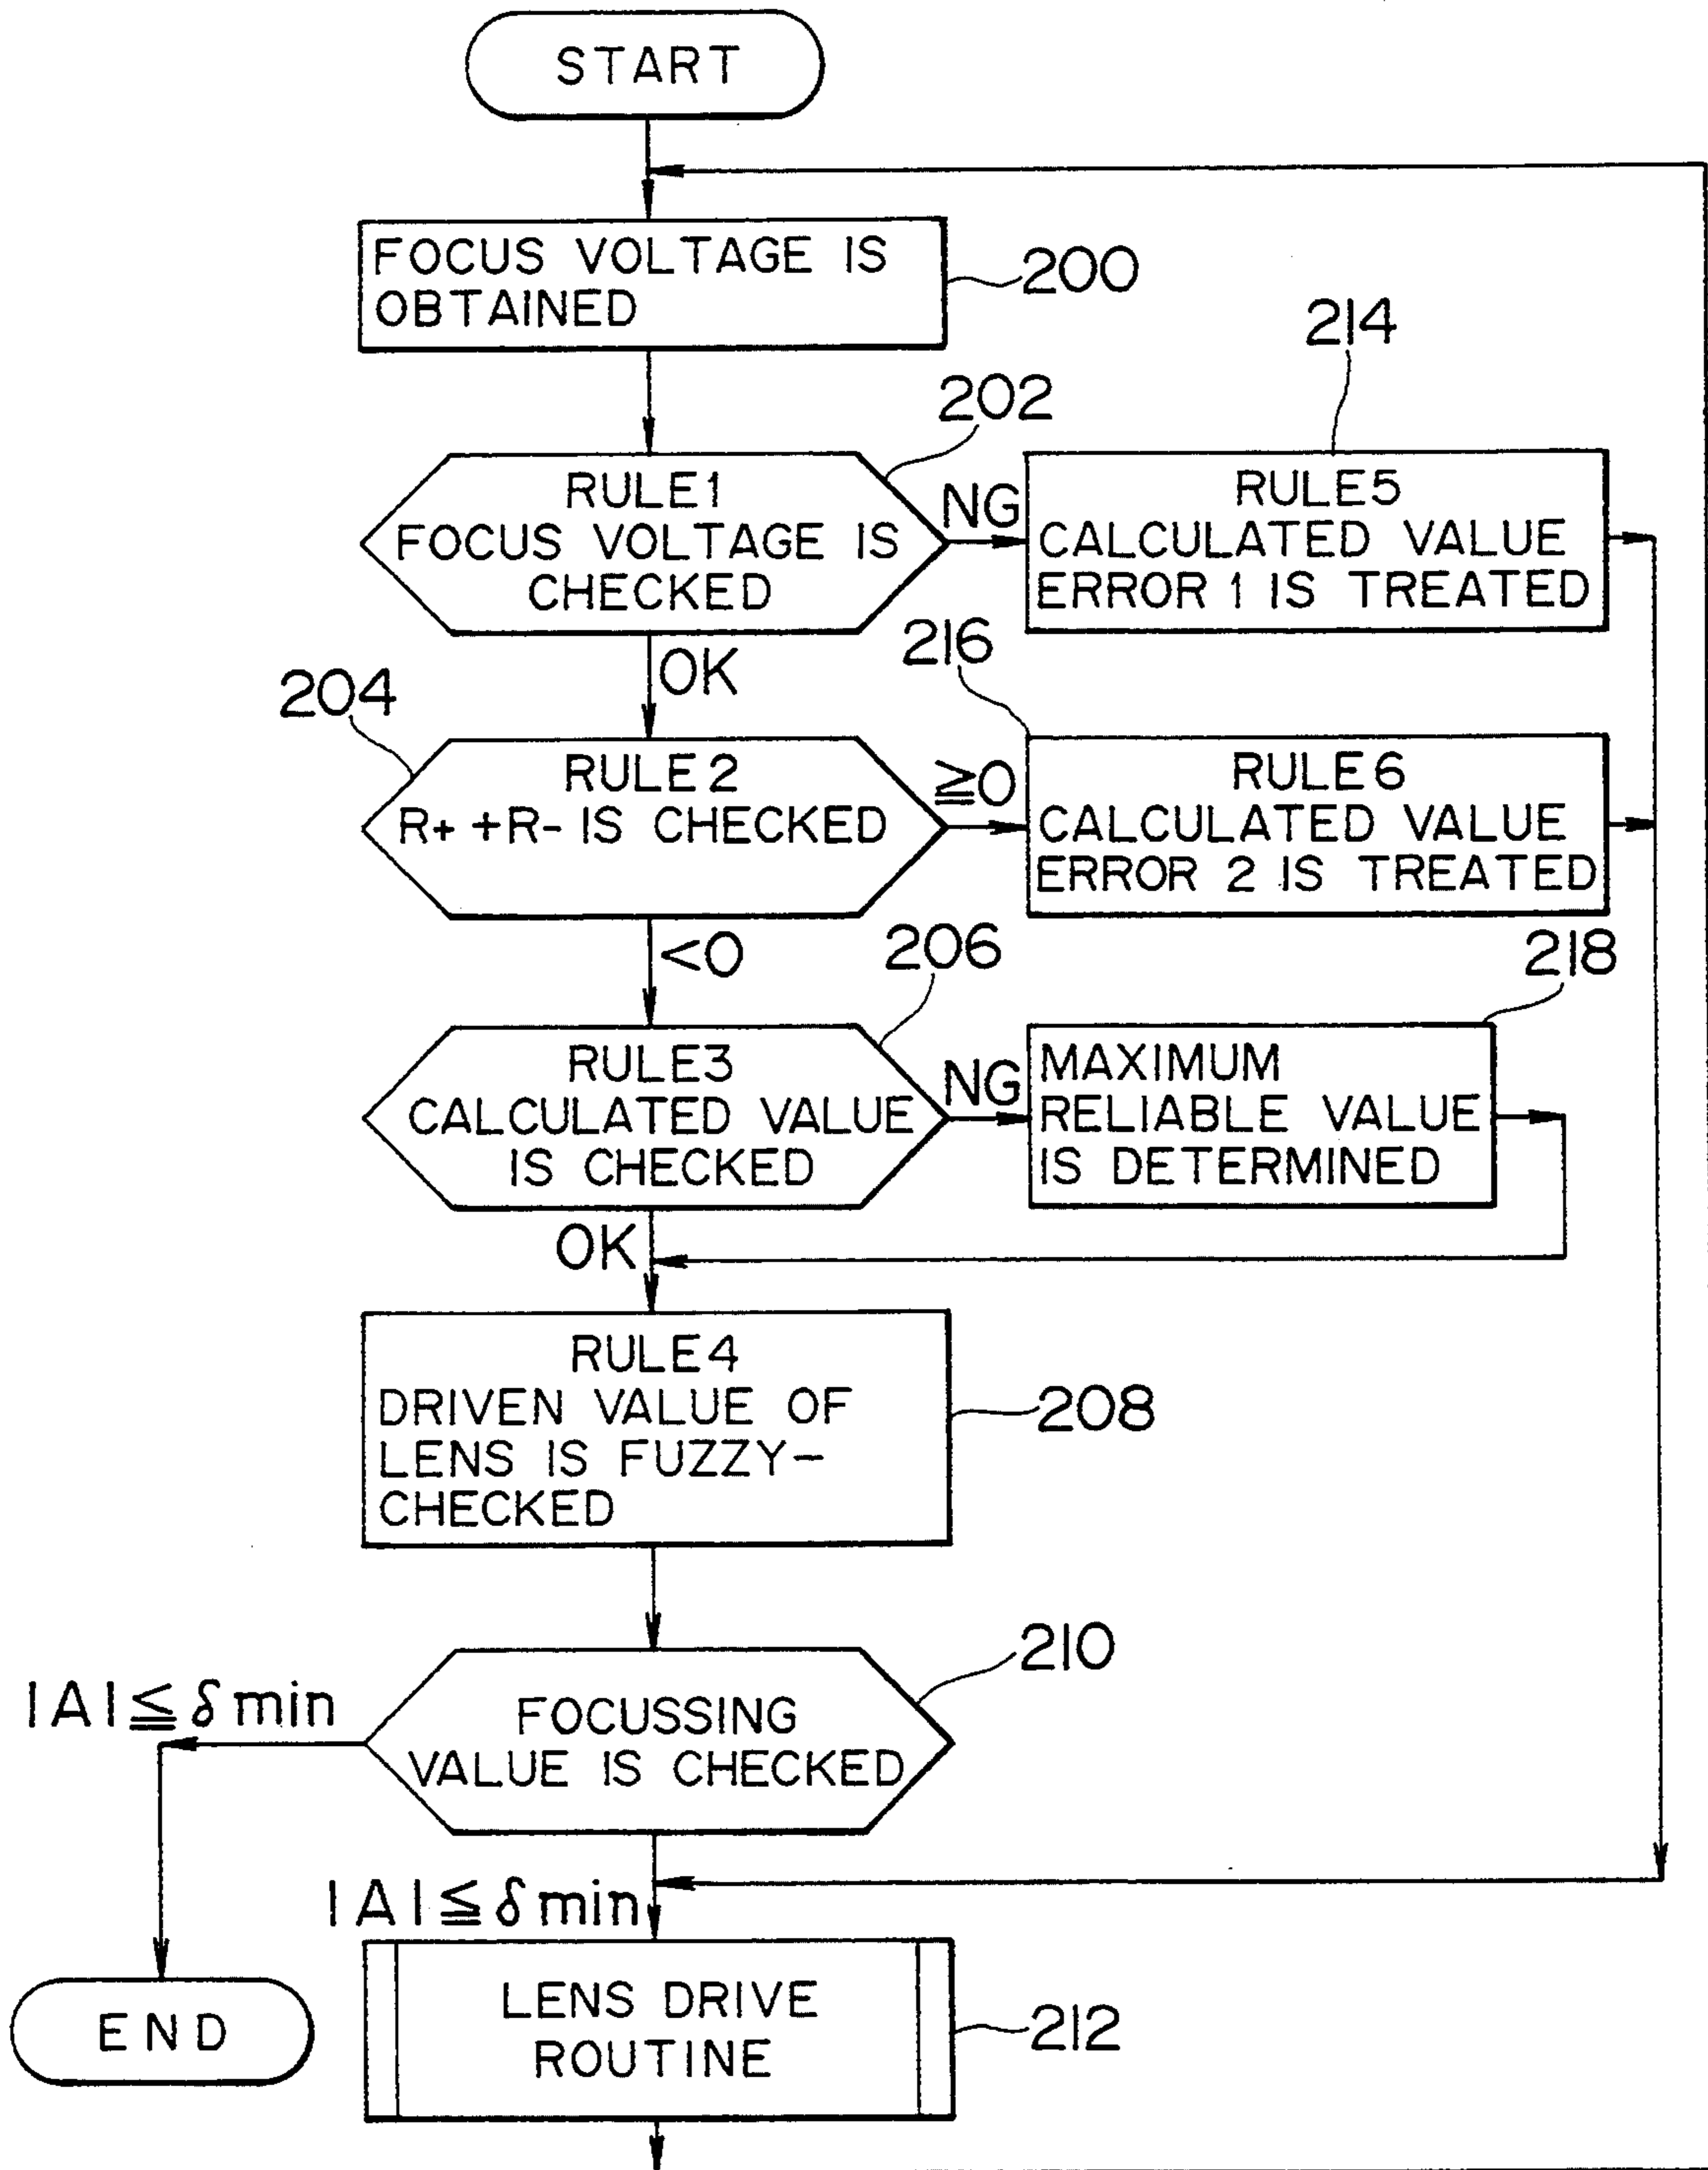 START
FOCUS VOLTAGE IS
OBTAINED
200
214
202
RULE1
FOCUS VOLTAGE IS
CHECKED
NG
RULE5
CALCULATED VALUE
ERROR 1 IS TREATED
OK
216
204
RULE2
R+ +R- IS CHECKED
≧0
RULE6
CALCULATED VALUE
ERROR 2 IS TREATED
<0
206
218
RULE3
CALCULATED VALUE
IS CHECKED
NG
MAXIMUM
RELIABLE VALUE
IS DETERMINED
OK
RULE4
DRIVEN VALUE OF
LENS IS FUZZY-
CHECKED
208
210
|A|≦δmin
FOCUSSING
VALUE IS CHECKED
|A|≦δmin
END
LENS DRIVE
ROUTINE
212